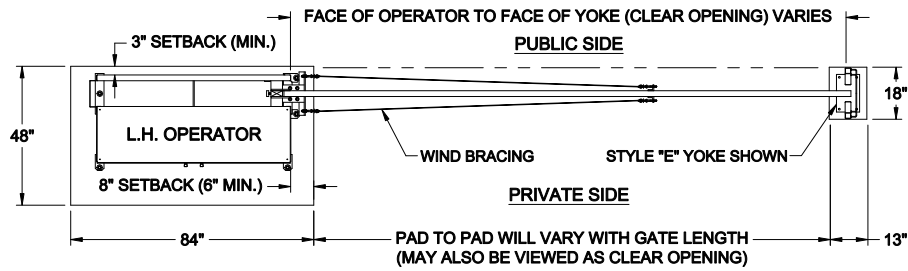 FACE OF OPERATOR TO FACE OF YOKE (CLEAR OPENING) VARIES
3" SETBACK (MIN.)
PUBLIC SIDE
48"
18"
L.H. OPERATOR
WIND BRACING
STYLE "E" YOKE SHOWN
8" SETBACK (6" MIN.)
PRIVATE SIDE
84"
PAD TO PAD WILL VARY WITH GATE LENGTH
(MAY ALSO BE VIEWED AS CLEAR OPENING)
13"